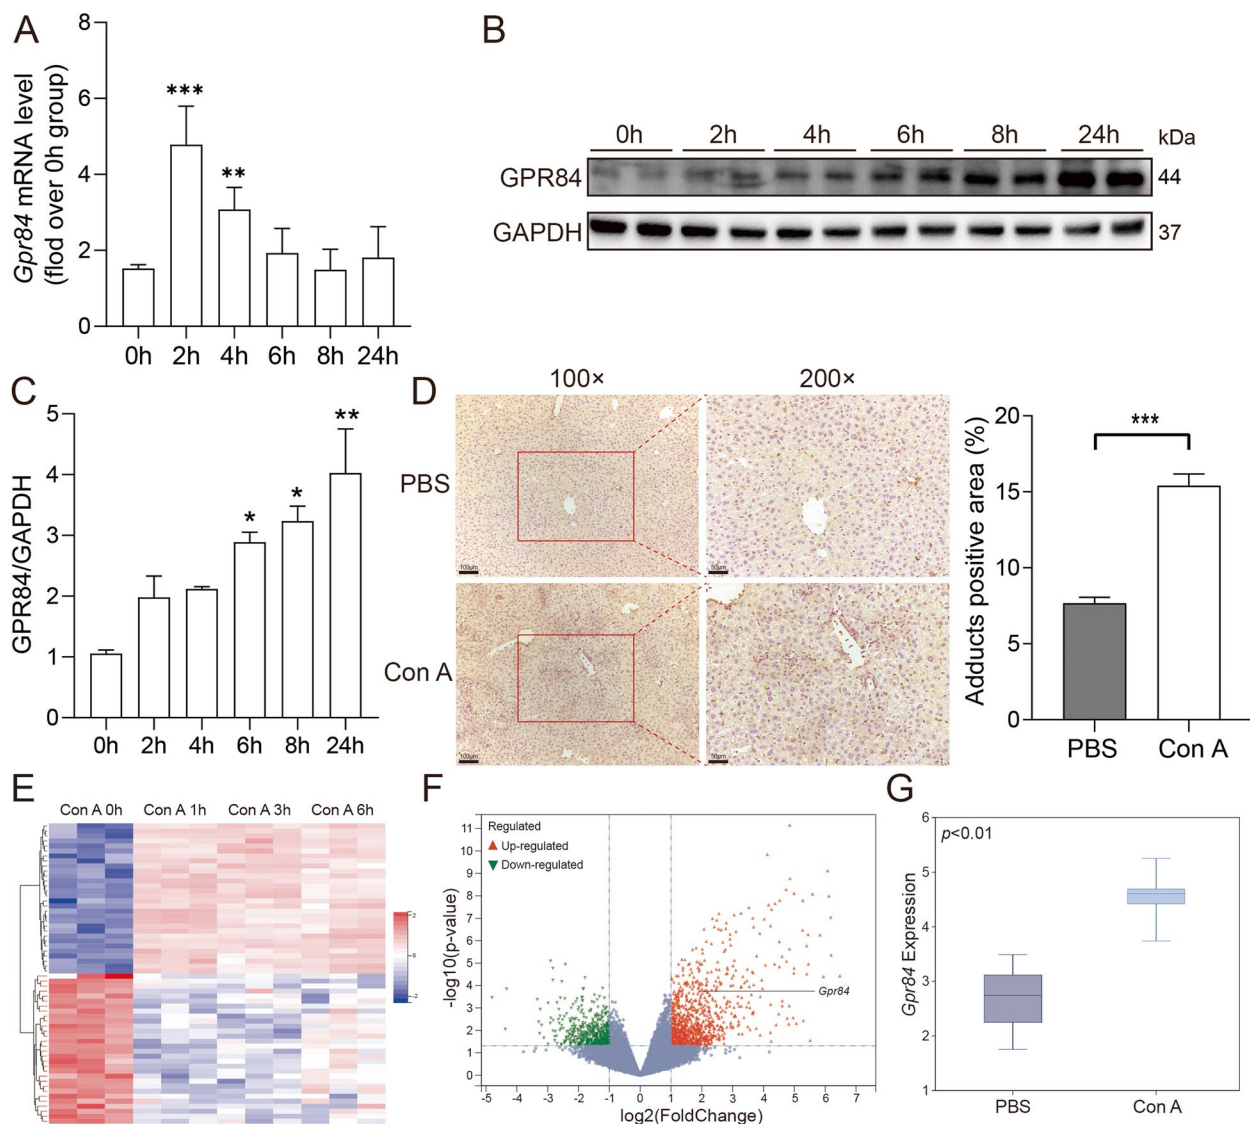 A
Gpr84 mRNA level
(flod over 0h group)
8
6
4
2
0
***
**
0h 2h 4h 6h 8h 24h
B
0h 2h 4h 6h 8h 24h kDa
GPR84 44
GAPDH 37
C
GPR84/GAPDH
5
4
3
2
1
0
*
*
**
0h 2h 4h 6h 8h 24h
D
100× 200×
PBS
100μm
50μm
Con A
100μm
50μm
Adducts positive area (%)
20
15
10
5
0
***
PBS Con A
E
Con A 0h Con A 1h Con A 3h Con A 6h
2
1
0
-1
-2
F
-log10(p-value)
11
10
9
8
7
6
5
4
3
2
1
0
Regulated
Up-regulated
Down-regulated
Gpr84
-5 -4 -3 -2 -1 0 1 2 3 4 5 6 7
log2(FoldChange)
G
p<0.01
Gpr84 Expression
6
5
4
3
2
1
PBS Con A